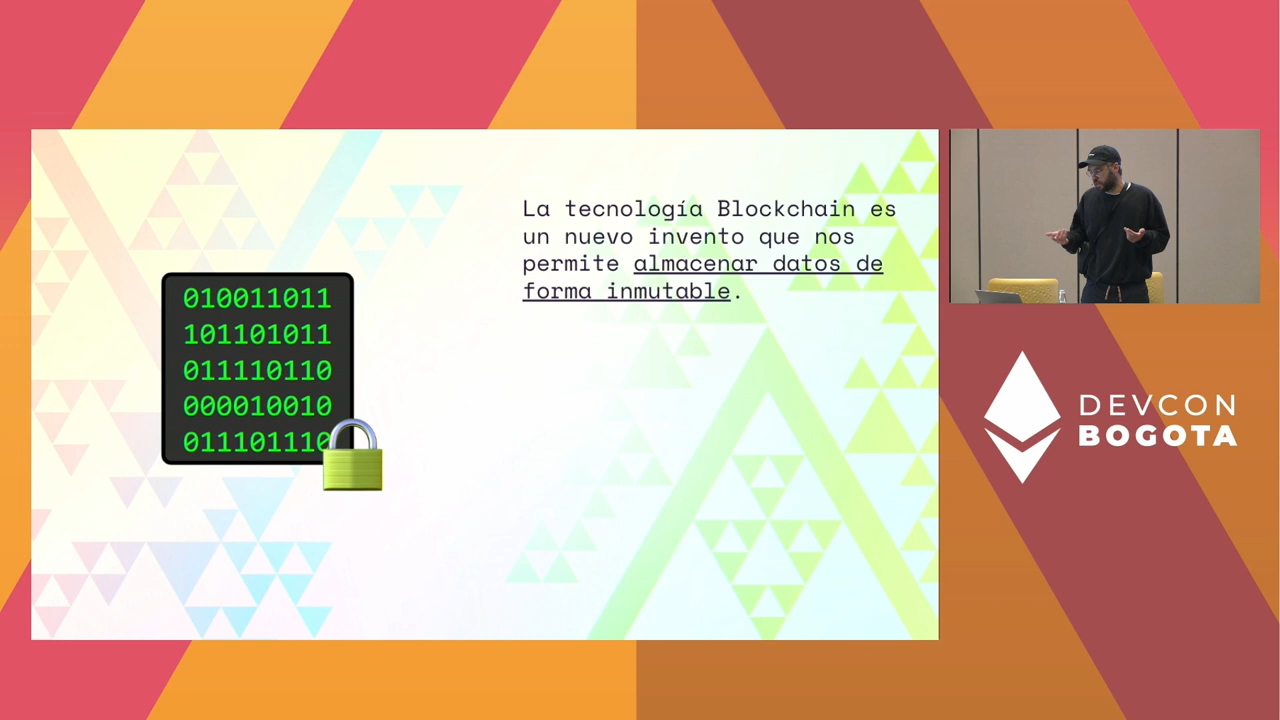 La tecnología Blockchain es
un nuevo invento que nos
permite almacenar datos de
forma inmutable.
010011011
101101011
011110110
000010010
011101110
DEVCON
BOGOTA